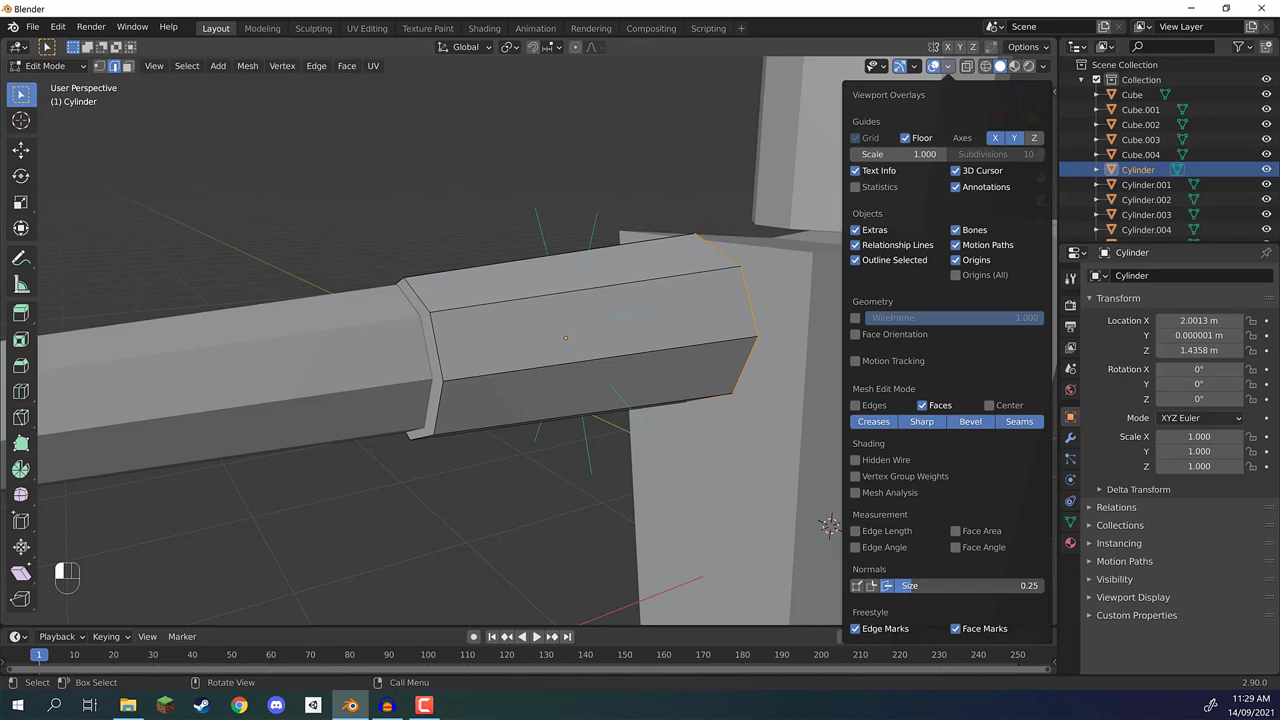 Blender
File Edit Render Window Help Layout Modeling Sculpting UV Editing Texture Paint Shading Animation Rendering Compositing Scripting + Scene View Layer
Global X Y Z Options
Edit Mode View Select Add Mesh Vertex Edge Face UV
User Perspective
(1) Cylinder
Viewport Overlays
Guides
Grid Floor Axes X Y Z
Scale 1.000 Subdivisions 10
Text Info 3D Cursor
Statistics Annotations
Objects
Extras Bones
Relationship Lines Motion Paths
Outline Selected Origins
Origins (All)
Geometry
Wireframe 1.000
Face Orientation
Motion Tracking
Mesh Edit Mode
Edges Faces Center
Creases Sharp Bevel Seams
Shading
Hidden Wire
Vertex Group Weights
Mesh Analysis
Measurement
Edge Length Face Area
Edge Angle Face Angle
Normals
Size 0.25
Freestyle
Edge Marks Face Marks
Scene Collection
Collection
Cube
Cube.001
Cube.002
Cube.003
Cube.004
Cylinder
Cylinder.001
Cylinder.002
Cylinder.003
Cylinder.004
Cylinder
Cylinder
Transform
Location X 2.0013 m
Y 0.000001 m
Z 1.4358 m
Rotation X 0°
Y 0°
Z 0°
Mode XYZ Euler
Scale X 1.000
Y 1.000
Z 1.000
Delta Transform
Relations
Collections
Instancing
Motion Paths
Visibility
Viewport Display
Custom Properties
Playback Keying View Marker
1 10 20 30 40 50 60 70 80 90 100 110 120 130 140 150 160 170 180 190 200 210 220 230 240 250
Select Box Select Rotate View Call Menu 2.90.0
11:29 AM
14/09/2021